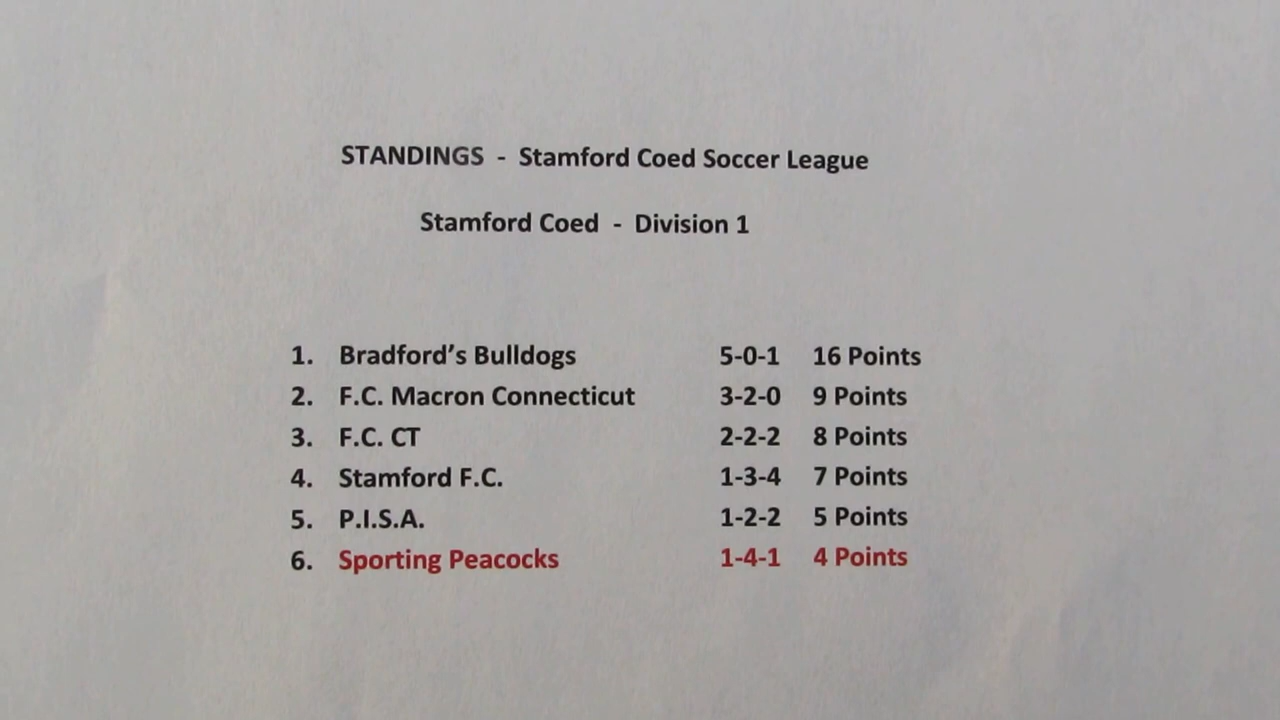 STANDINGS - Stamford Coed Soccer League
Stamford Coed - Division 1
1. Bradford's Bulldogs 5-0-1 16 Points
2. F.C. Macron Connecticut 3-2-0 9 Points
3. F.C. CT 2-2-2 8 Points
4. Stamford F.C. 1-3-4 7 Points
5. P.I.S.A. 1-2-2 5 Points
6. Sporting Peacocks 1-4-1 4 Points